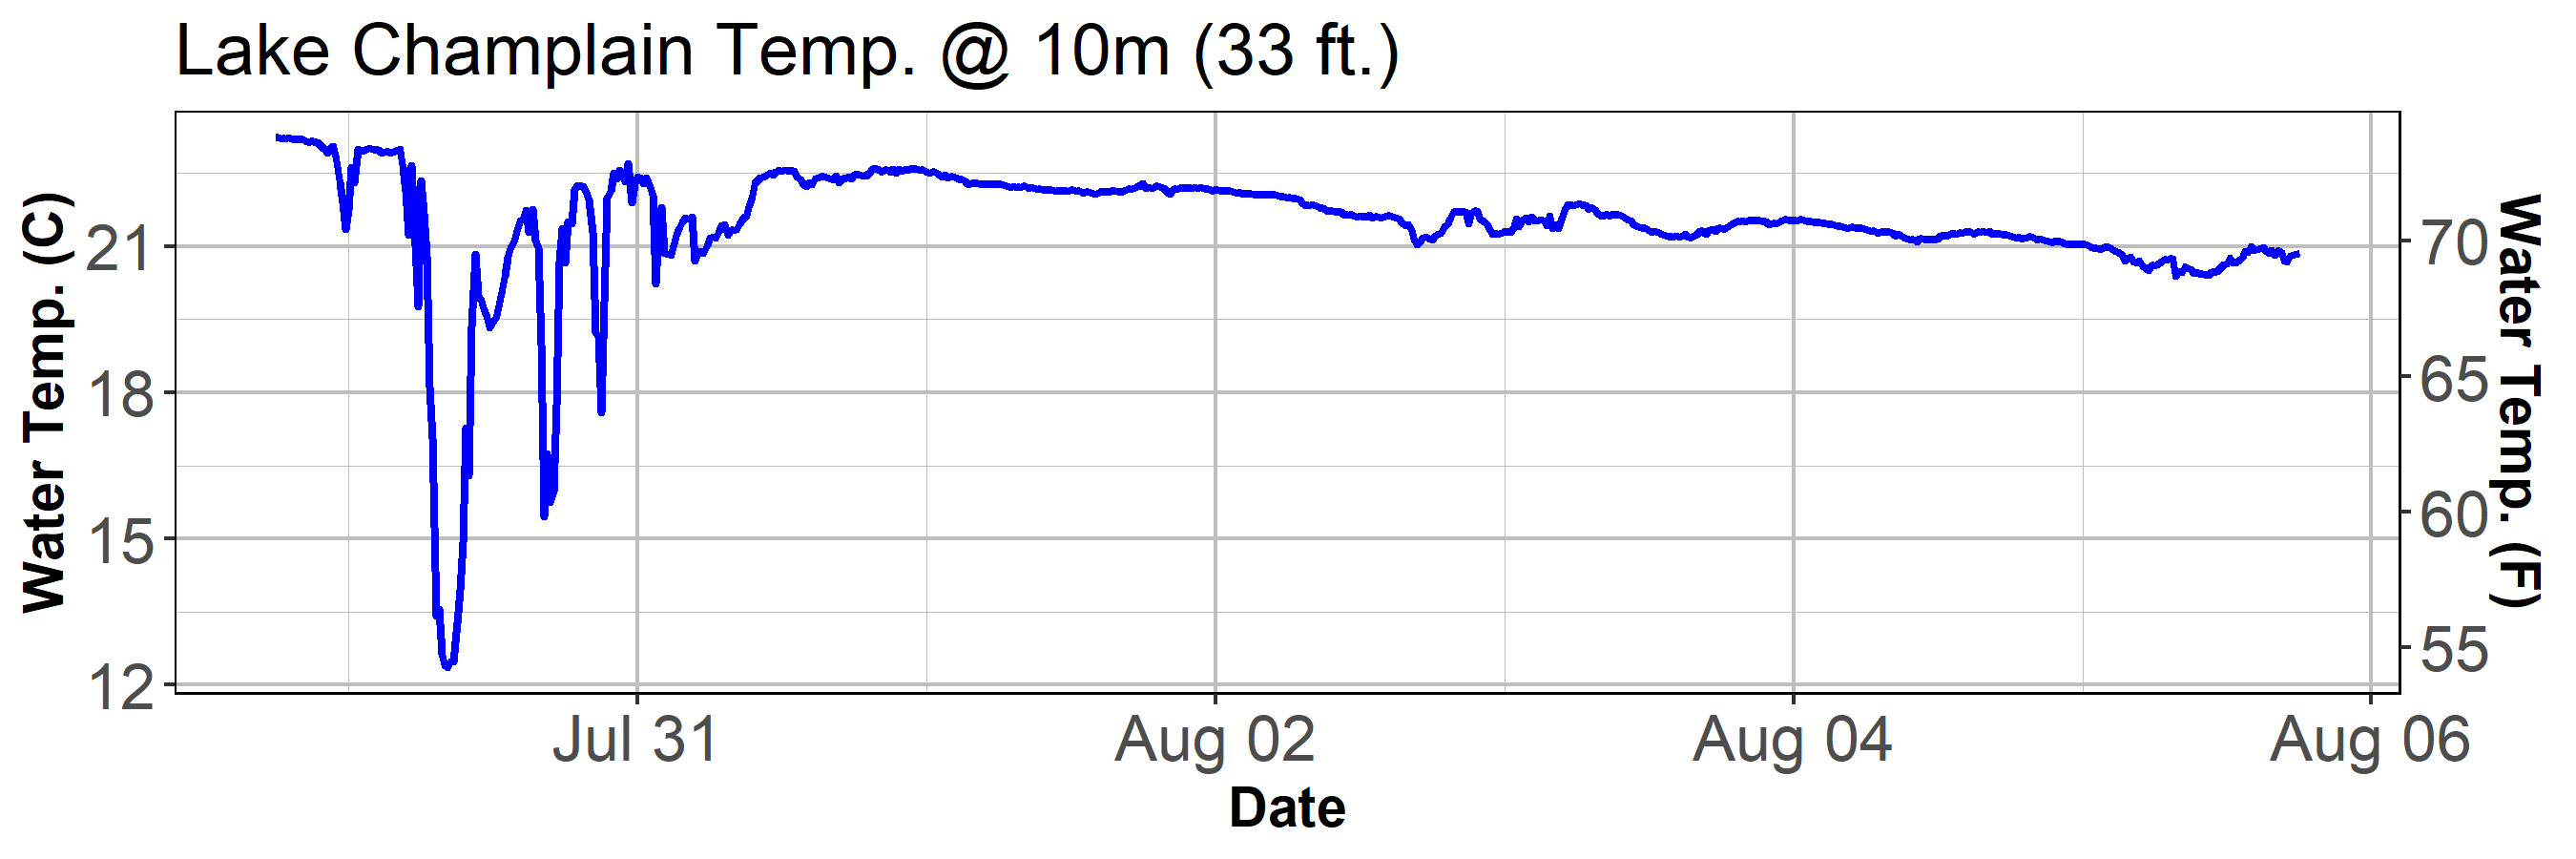 Lake Champlain Temp. @ 10m (33 ft.)
Water Temp. (C)
21
18
15
12
70
65
60
55
Water Temp. (F)
Jul 31
Aug 02
Aug 04
Aug 06
Date